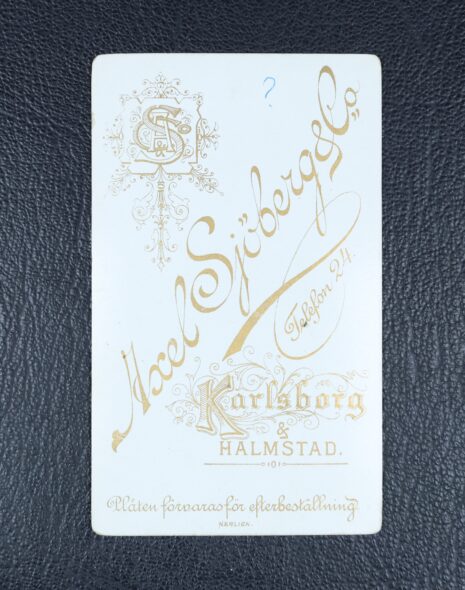 ?
Axel Sjöberg & Co.
Telefon 24.
Karlsborg
&
HALMSTAD.
Plåten förvaras för efterbeställning.